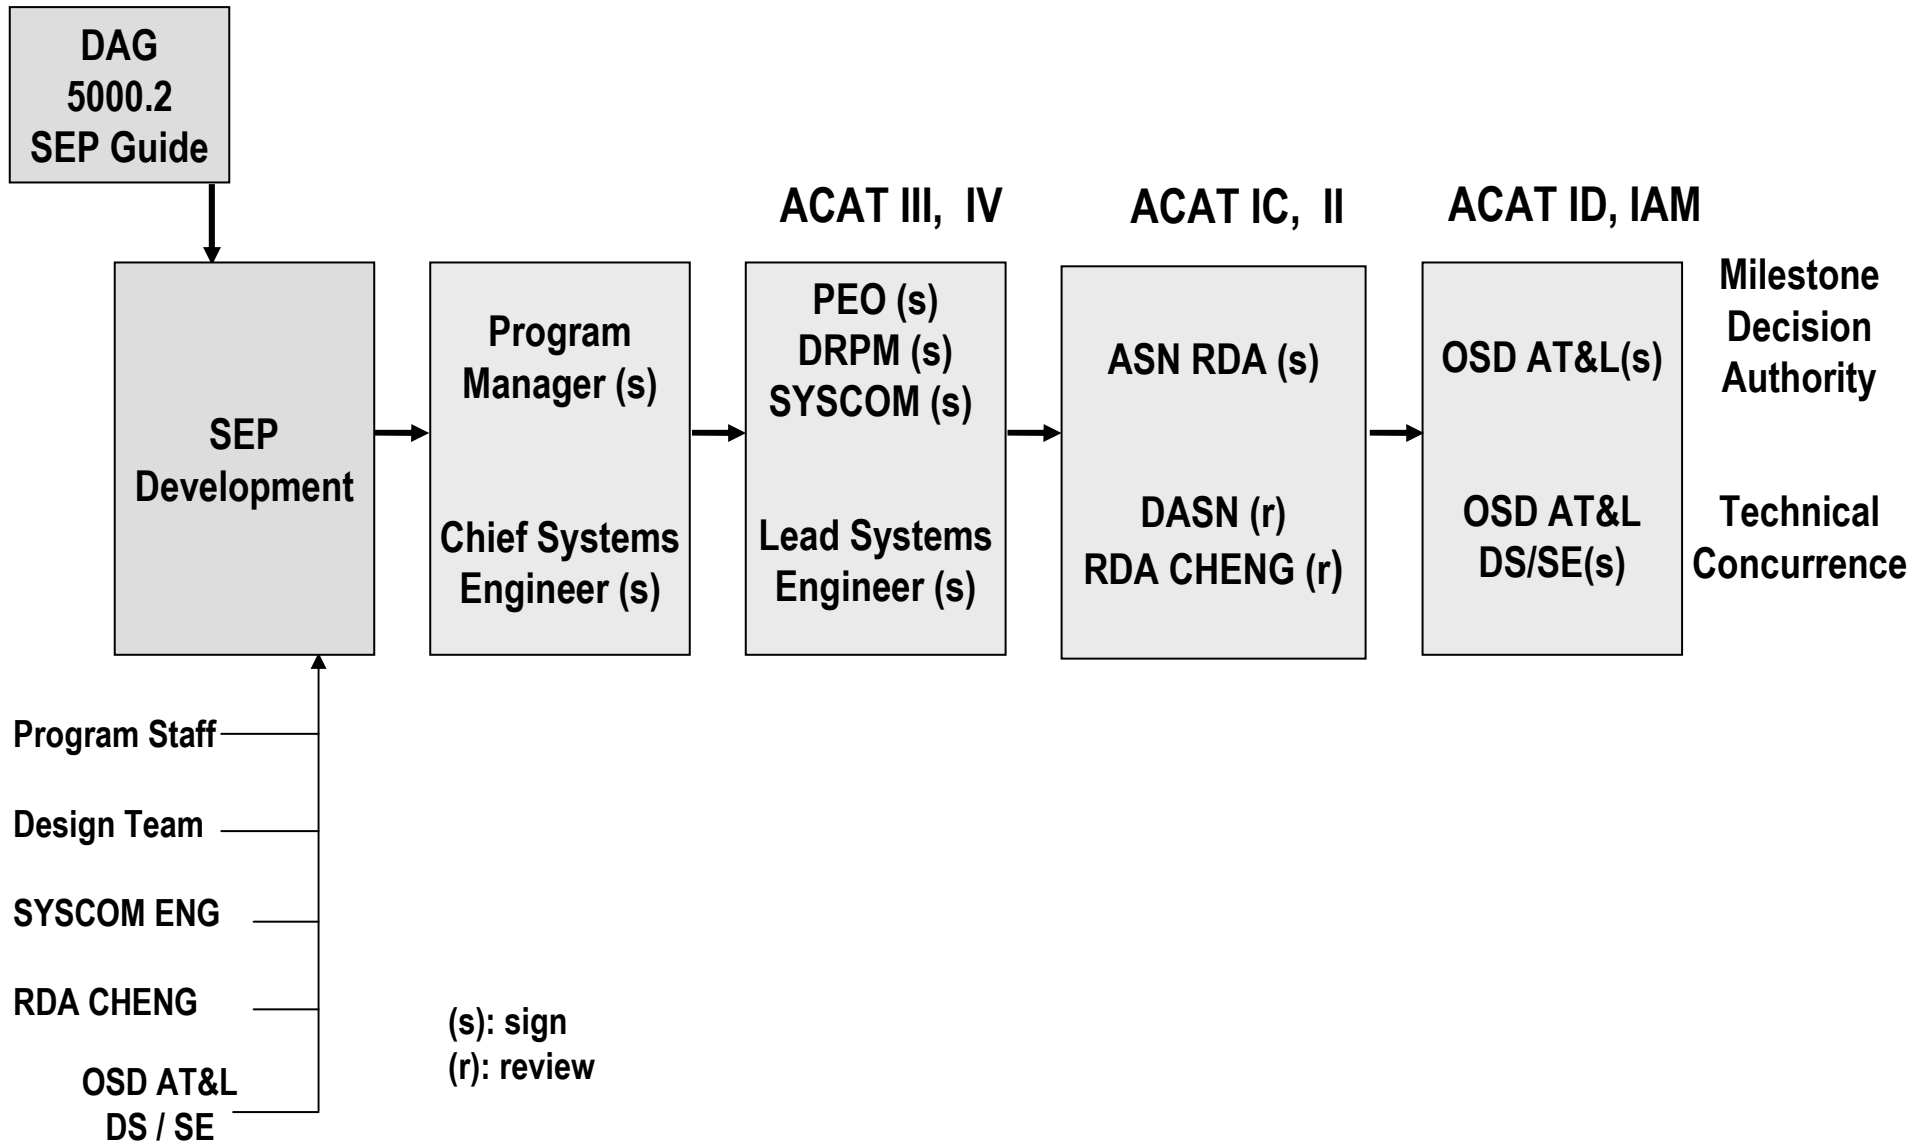 DAG
5000.2
SEP Guide
ACAT III, IV
ACAT IC, II
ACAT ID, IAM
SEP
Development
Program
Manager (s)
Chief Systems
Engineer (s)
PEO (s)
DRPM (s)
SYSCOM (s)
Lead Systems
Engineer (s)
ASN RDA (s)
DASN (r)
RDA CHENG (r)
OSD AT&L(s)
OSD AT&L
DS/SE(s)
Milestone
Decision
Authority
Technical
Concurrence
Program Staff
Design Team
SYSCOM ENG
RDA CHENG
OSD AT&L
DS / SE
(s): sign
(r): review